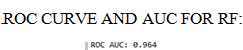 .ROC CURVE AND AUC FOR RF:
ROC AUC: 0.964